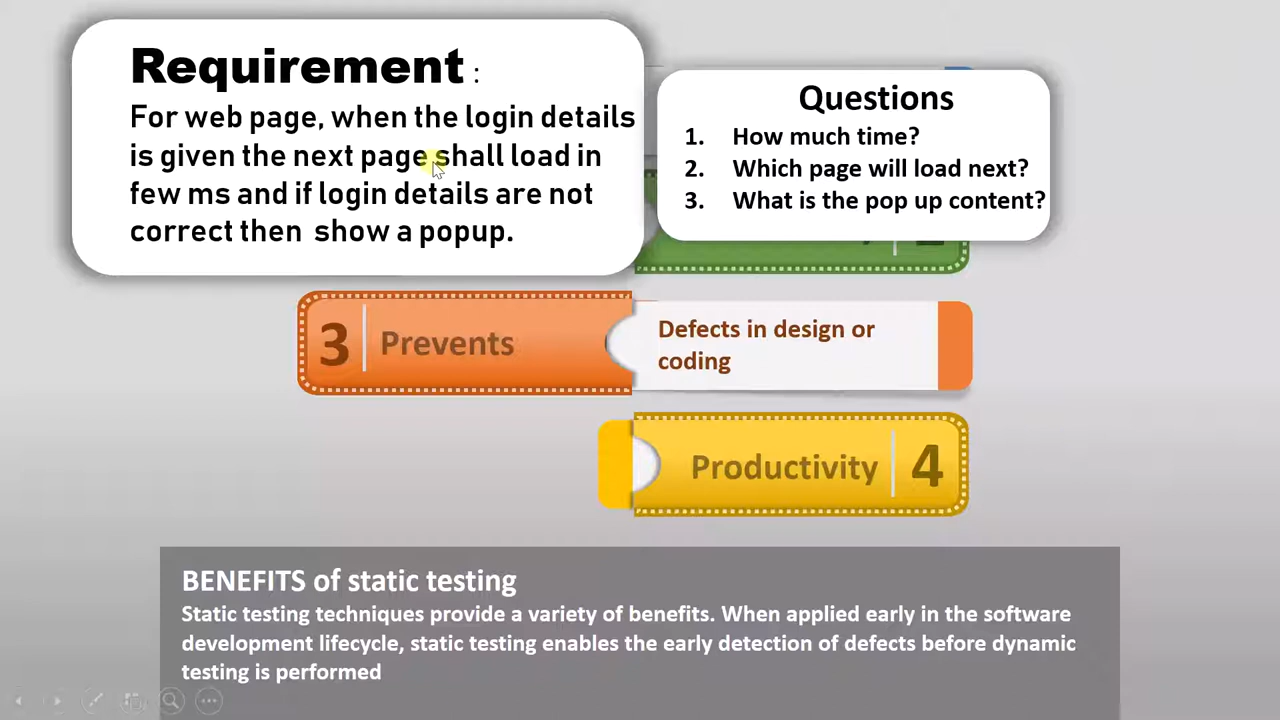 Requirement :
For web page, when the login details
is given the next page shall load in
few ms and if login details are not
correct then show a popup.
Questions
1. How much time?
2. Which page will load next?
3. What is the pop up content?
3 Prevents
Defects in design or
coding
Productivity 4
BENEFITS of static testing
Static testing techniques provide a variety of benefits. When applied early in the software
development lifecycle, static testing enables the early detection of defects before dynamic
testing is performed